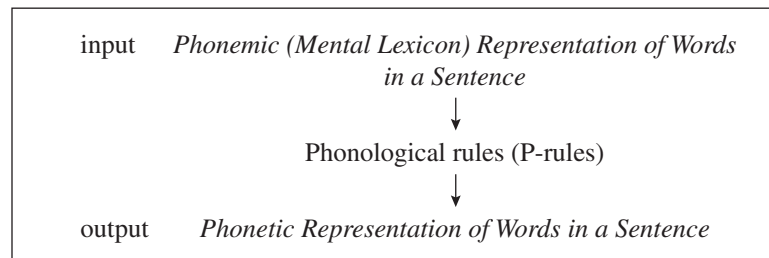 input Phonemic (Mental Lexicon) Representation of Words
in a Sentence
Phonological rules (P-rules)
output Phonetic Representation of Words in a Sentence